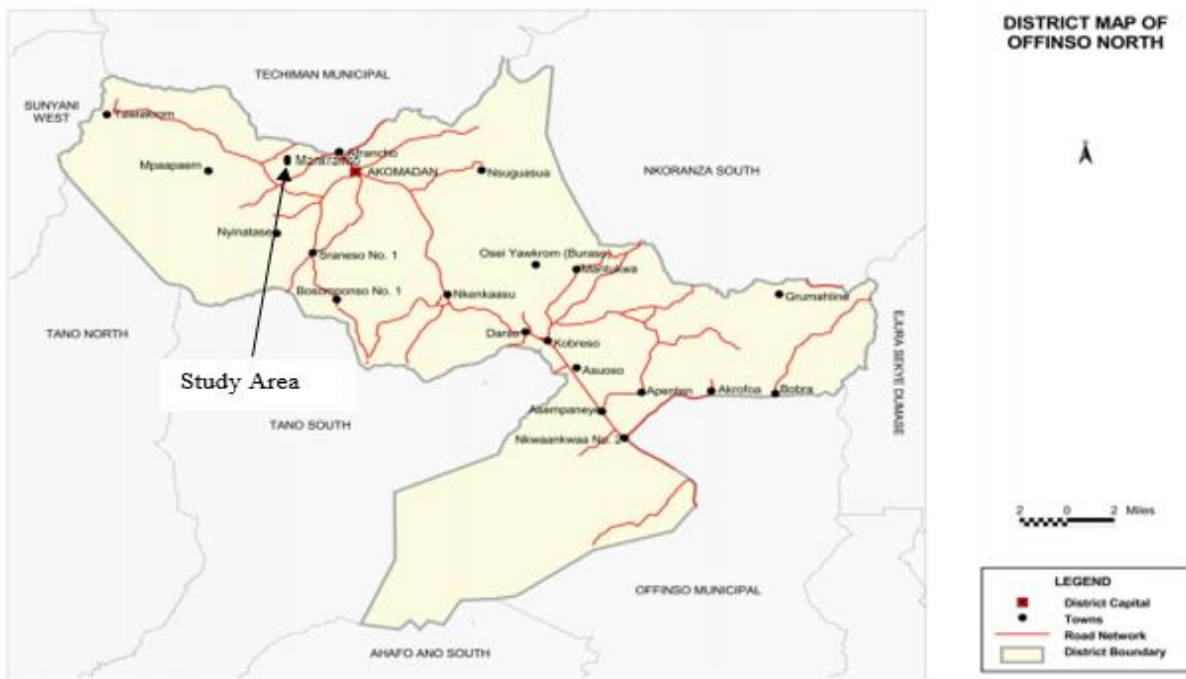 DISTRICT MAP OF
OFFINSO NORTH
TECHIMAN MUNICIPAL
SUNYANI
WEST
Afrancho
Mpaapaem
AKOMADAN
Nsuguasua
NKORANZA SOUTH
Nyinatase
Sraneso No. 1
Osei Yawkrom (Buraso)
Mantukwa
Bosomponso No. 1
Nkenkaasu
Grumahline
TANO NORTH
Darso
Kobreso
EJURA SEKYE DUMASE
Study Area
Asuoso
Apenten
Akrofoa
Bobra
TANO SOUTH
Asempaneye
Nkwaankwaa No. 2
2 0 2 Miles
OFFINSO MUNICIPAL
AHAFO ANO SOUTH
LEGEND
District Capital
Towns
Road Network
District Boundary